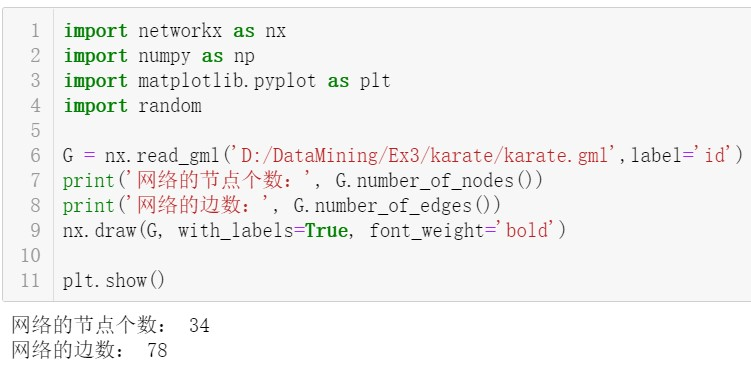 1 import networkx as nx
2 import numpy as np
3 import matplotlib.pyplot as plt
4 import random
5
6 G = nx.read_gml('D:/DataMining/Ex3/karate/karate.gml',label='id')
7 print('网络的节点个数：', G.number_of_nodes())
8 print('网络的边数：', G.number_of_edges())
9 nx.draw(G, with_labels=True, font_weight='bold')
10
11 plt.show()
网络的节点个数： 34
网络的边数： 78